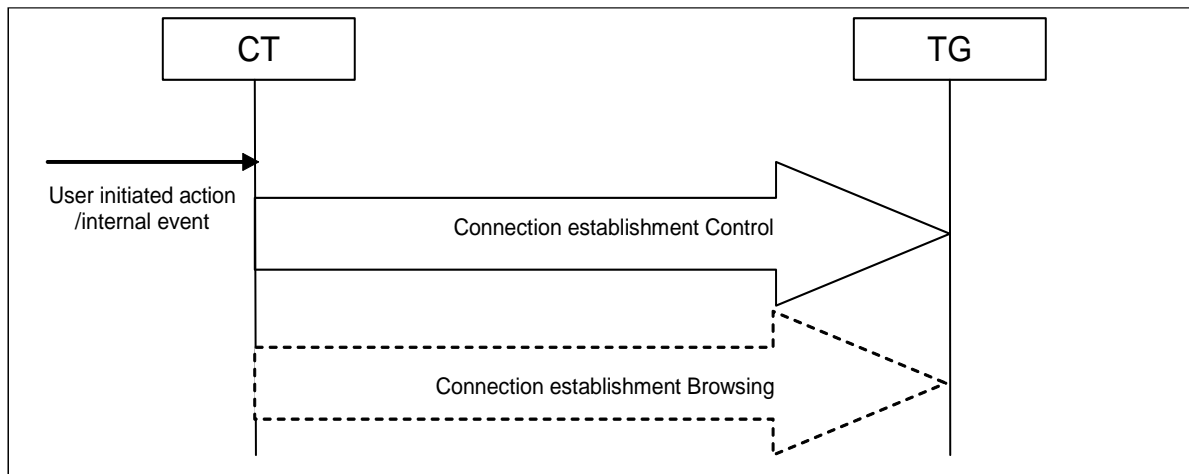 CT
TG
User initiated action
/internal event
Connection establishment Control
Connection establishment Browsing